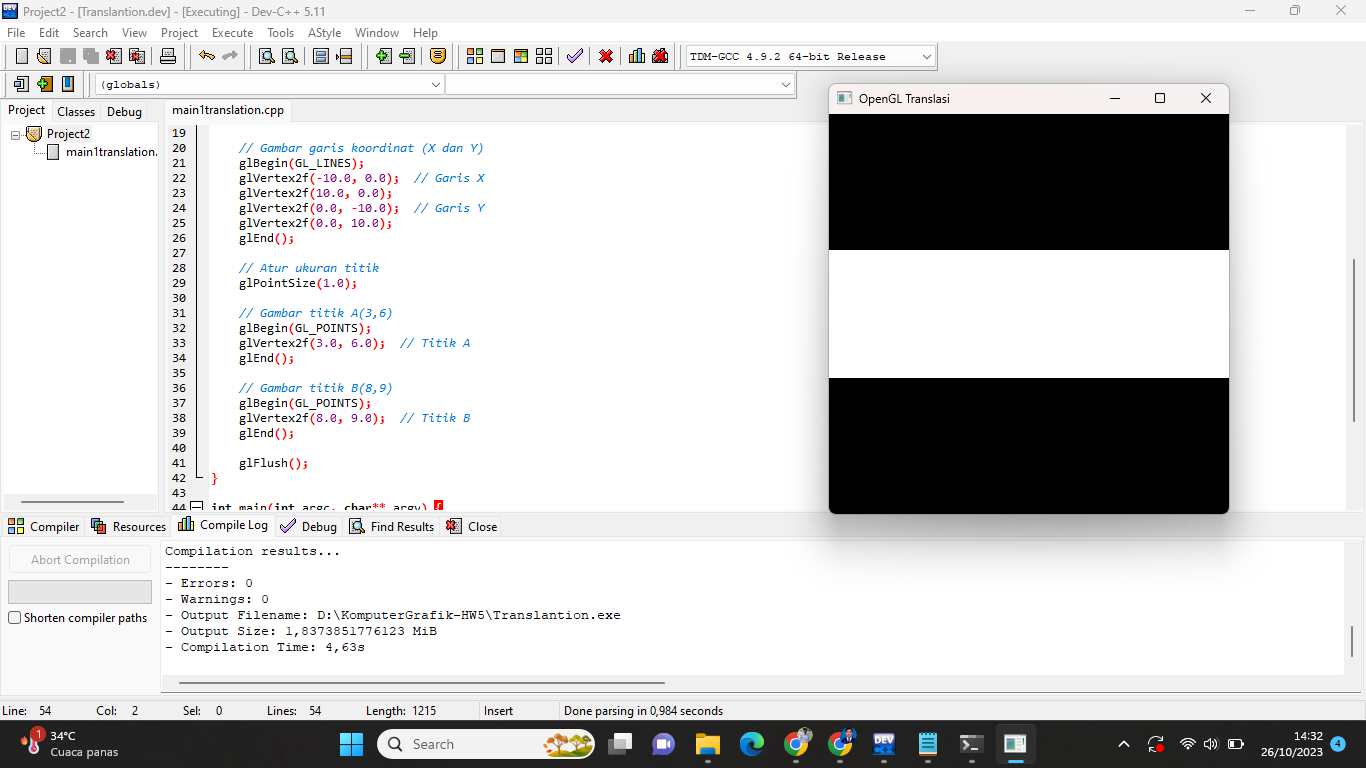 Project2 - [Translantion.dev] - [Executing] - Dev-C++ 5.11
File Edit Search View Project Execute Tools AStyle Window Help
TDM-GCC 4.9.2 64-bit Release
(globals)
Project Classes Debug
main1translation.cpp
Project2
main1translation.
19
20 // Gambar garis koordinat (X dan Y)
21 glBegin(GL_LINES);
22 glVertex2f(-10.0, 0.0); // Garis X
23 glVertex2f(10.0, 0.0);
24 glVertex2f(0.0, -10.0); // Garis Y
25 glVertex2f(0.0, 10.0);
26 glEnd();
27
28 // Atur ukuran titik
29 glPointSize(1.0);
30
31 // Gambar titik A(3,6)
32 glBegin(GL_POINTS);
33 glVertex2f(3.0, 6.0); // Titik A
34 glEnd();
35
36 // Gambar titik B(8,9)
37 glBegin(GL_POINTS);
38 glVertex2f(8.0, 9.0); // Titik B
39 glEnd();
40
41 glFlush();
42 }
43
44 int main(int argc, char** argv) {
OpenGL Translasi
Compiler Resources Compile Log Debug Find Results Close
Abort Compilation
Shorten compiler paths
Compilation results...
--------
- Errors: 0
- Warnings: 0
- Output Filename: D:\KomputerGrafik-HW5\Translantion.exe
- Output Size: 1,8373851776123 MiB
- Compilation Time: 4,63s
Line: 54 Col: 2 Sel: 0 Lines: 54 Length: 1215 Insert Done parsing in 0,984 seconds
1
34°C
Cuaca panas
Search
DEV
14:32
26/10/2023
4